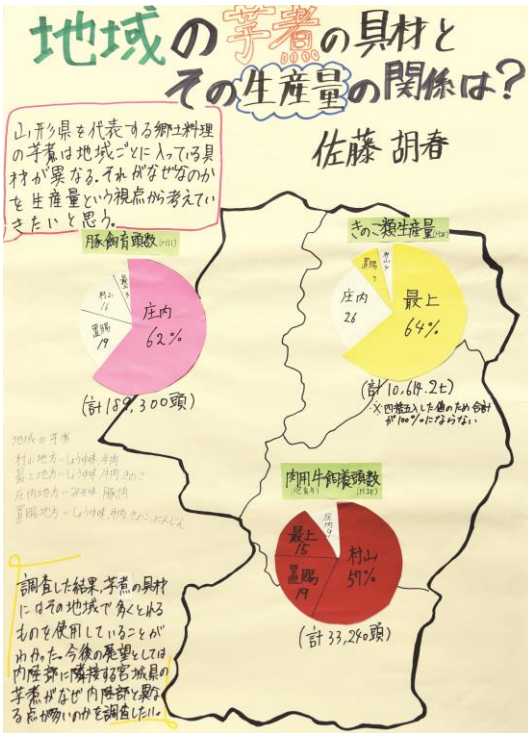 地域の芋煮の具材と
その生産量の関係は?
佐藤 胡春
山形県を代表する郷土料理
の芋煮は地域ごとに入っている具
材が異なる。それがなぜなのか
を生産量という視点から考えてい
きたいと思う。
豚飼育頭数
最上
村山
16
置賜
19
庄内
62%
(計189,300頭)
きのこ類生産量
村山
置賜
7
庄内
26
最上
64%
(計10,614.2t)
※四捨五入した値のため合計
が100%にならない
地域の芋煮
村山地方-しょうゆ味、牛肉
最上地方-しょうゆ味、牛肉、きのこ
庄内地方-みそ味、豚肉
置賜地方-しょうゆ味、牛肉、きのこ、にんじん
肉用牛飼養頭数
庄内9
最上
15
置賜
19
村山
57%
(計33,240頭)
調査した結果、芋煮の具材
にはその地域で多くとれる
ものを使用していることが
わかった。今後の展望としては
内陸部に隣接する宮城県の
芋煮がなぜ内陸部と異な
る点が多いのかを調査したい。